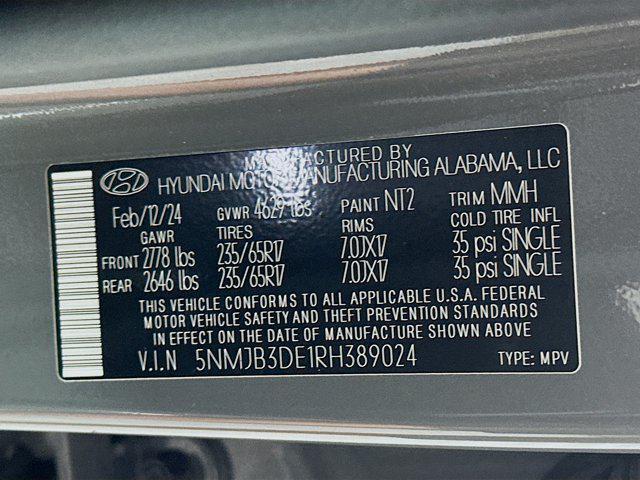 MANUFACTURED BY
HYUNDAI MOTOR MANUFACTURING ALABAMA, LLC
Feb/12/24 GVWR 4629 lbs PAINT NT2 TRIM MMH
GAWR TIRES RIMS COLD TIRE INFL
FRONT 2778 lbs 235/65R17 7.0JX17 35 psi SINGLE
REAR 2646 lbs 235/65R17 7.0JX17 35 psi SINGLE
THIS VEHICLE CONFORMS TO ALL APPLICABLE U.S.A. FEDERAL
MOTOR VEHICLE SAFETY AND THEFT PREVENTION STANDARDS
IN EFFECT ON THE DATE OF MANUFACTURE SHOWN ABOVE
V.I.N 5NMJB3DE1RH389024 TYPE: MPV